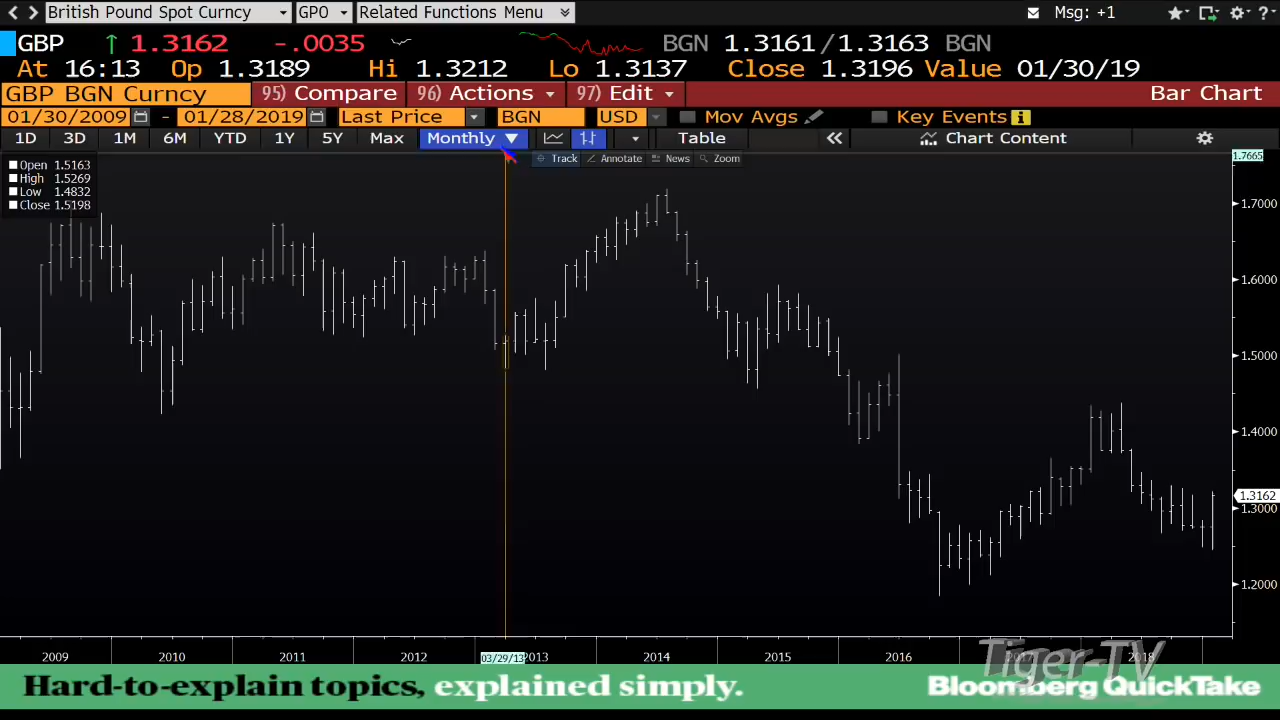 British Pound Spot Curncy GPO Related Functions Menu Msg: +1 ?
GBP ↑ 1.3162 -.0035 BGN 1.3161/1.3163 BGN
At 16:13 Op 1.3189 Hi 1.3212 Lo 1.3137 Close 1.3196 Value 01/30/19
GBP BGN Curncy 95) Compare 96) Actions 97) Edit Bar Chart
01/30/2009 - 01/28/2019 Last Price BGN USD Mov Avgs Key Events i
1D 3D 1M 6M YTD 1Y 5Y Max Monthly Table « Chart Content
Track Annotate News Zoom
Open 1.5163
High 1.5269
Low 1.4832
Close 1.5198
1.7665
1.7000
1.6000
1.5000
1.4000
1.3162
1.3000
1.2000
2009 2010 2011 2012 03/29/13 2013 2014 2015 2016 2017 2018
Tiger-TV
Hard-to-explain topics, explained simply. Bloomberg QuickTake